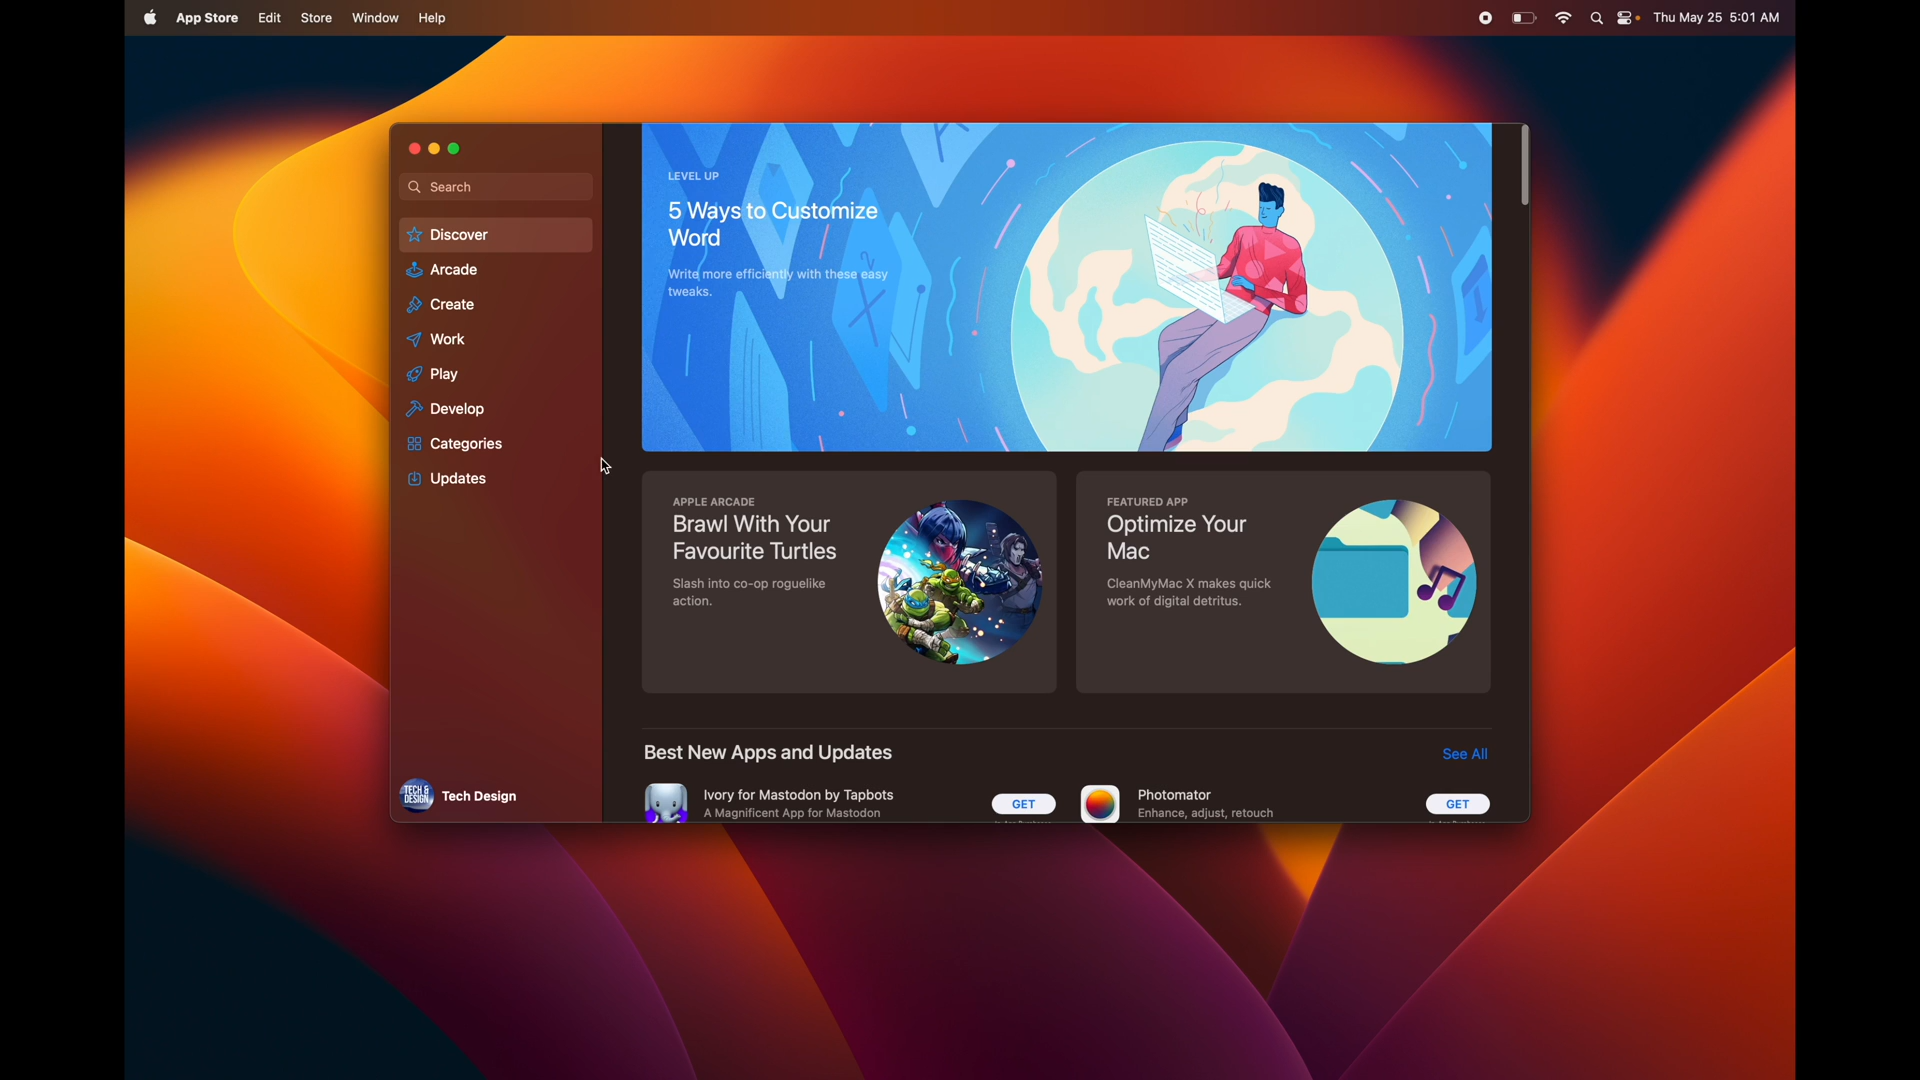 App Store Edit Store Window Help
Thu May 25 5:01 AM
Search
Discover
Arcade
Create
Work
Play
Develop
Categories
Updates
TECH & DESIGN
Tech Design
LEVEL UP
5 Ways to Customize
Word
Write more efficiently with these easy
tweaks.
APPLE ARCADE
Brawl With Your
Favourite Turtles
Slash into co-op roguelike
action.
FEATURED APP
Optimize Your
Mac
CleanMyMac X makes quick
work of digital detritus.
Best New Apps and Updates
See All
Ivory for Mastodon by Tapbots
A Magnificent App for Mastodon
GET
Photomator
Enhance, adjust, retouch
GET